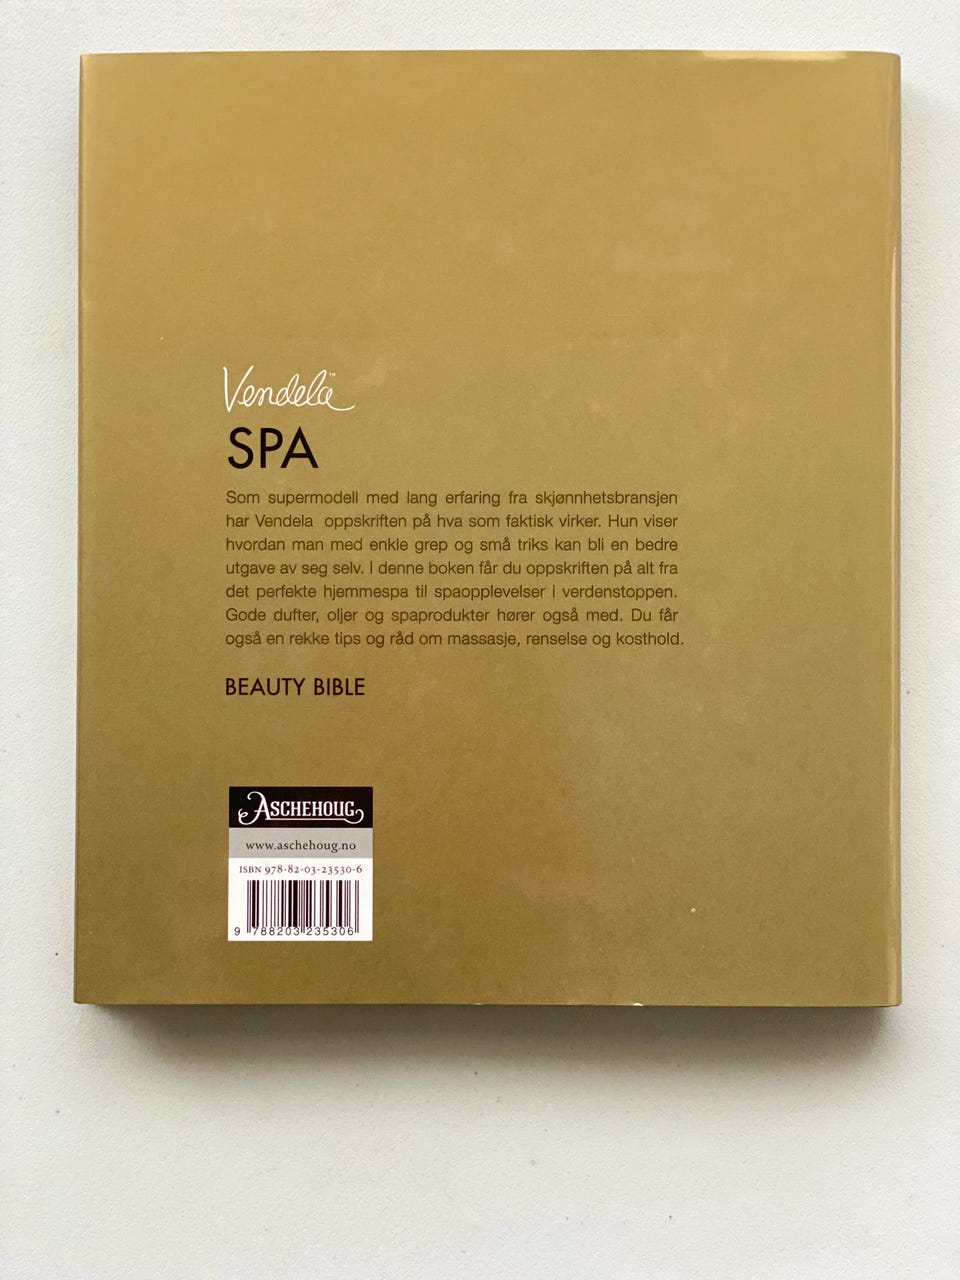 Vendela™
SPA
Som supermodell med lang erfaring fra skjønnhetsbransjen
har Vendela oppskriften på hva som faktisk virker. Hun viser
hvordan man med enkle grep og små triks kan bli en bedre
utgave av seg selv. I denne boken får du oppskriften på alt fra
det perfekte hjemmespa til spaopplevelser i verdenstoppen.
Gode dufter, oljer og spaprodukter hører også med. Du får
også en rekke tips og råd om massasje, renselse og kosthold.
BEAUTY BIBLE
ASCHEHOUG
www.aschehoug.no
ISBN 978-82-03-23530-6
9 788203 235306